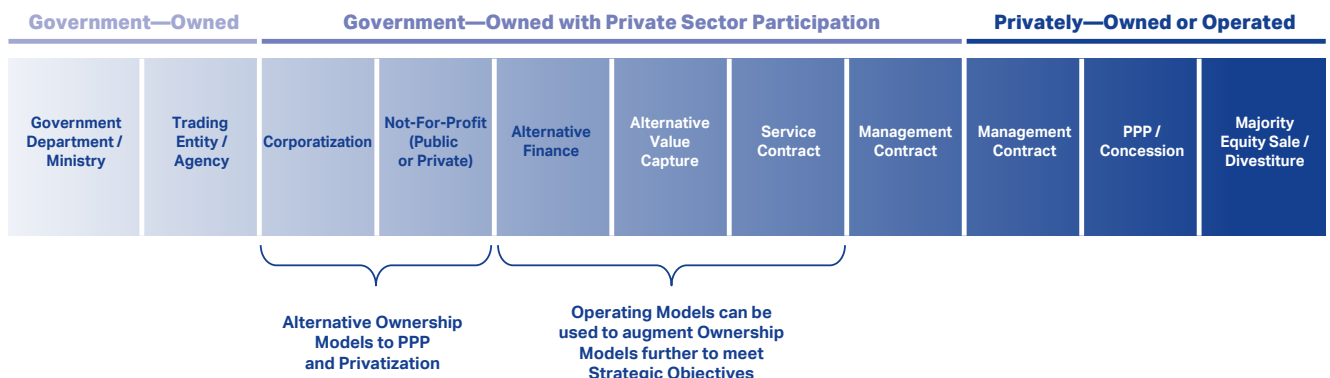 Government—Owned
Government—Owned with Private Sector Participation
Privately—Owned or Operated
Government
Department /
Ministry
Trading
Entity /
Agency
Corporatization
Not-For-Profit
(Public
or Private)
Alternative
Finance
Alternative
Value
Capture
Service
Contract
Management
Contract
Management
Contract
PPP /
Concession
Majority
Equity Sale /
Divestiture
Alternative Ownership
Models to PPP
and Privatization
Operating Models can be
used to augment Ownership
Models further to meet
Strategic Objectives